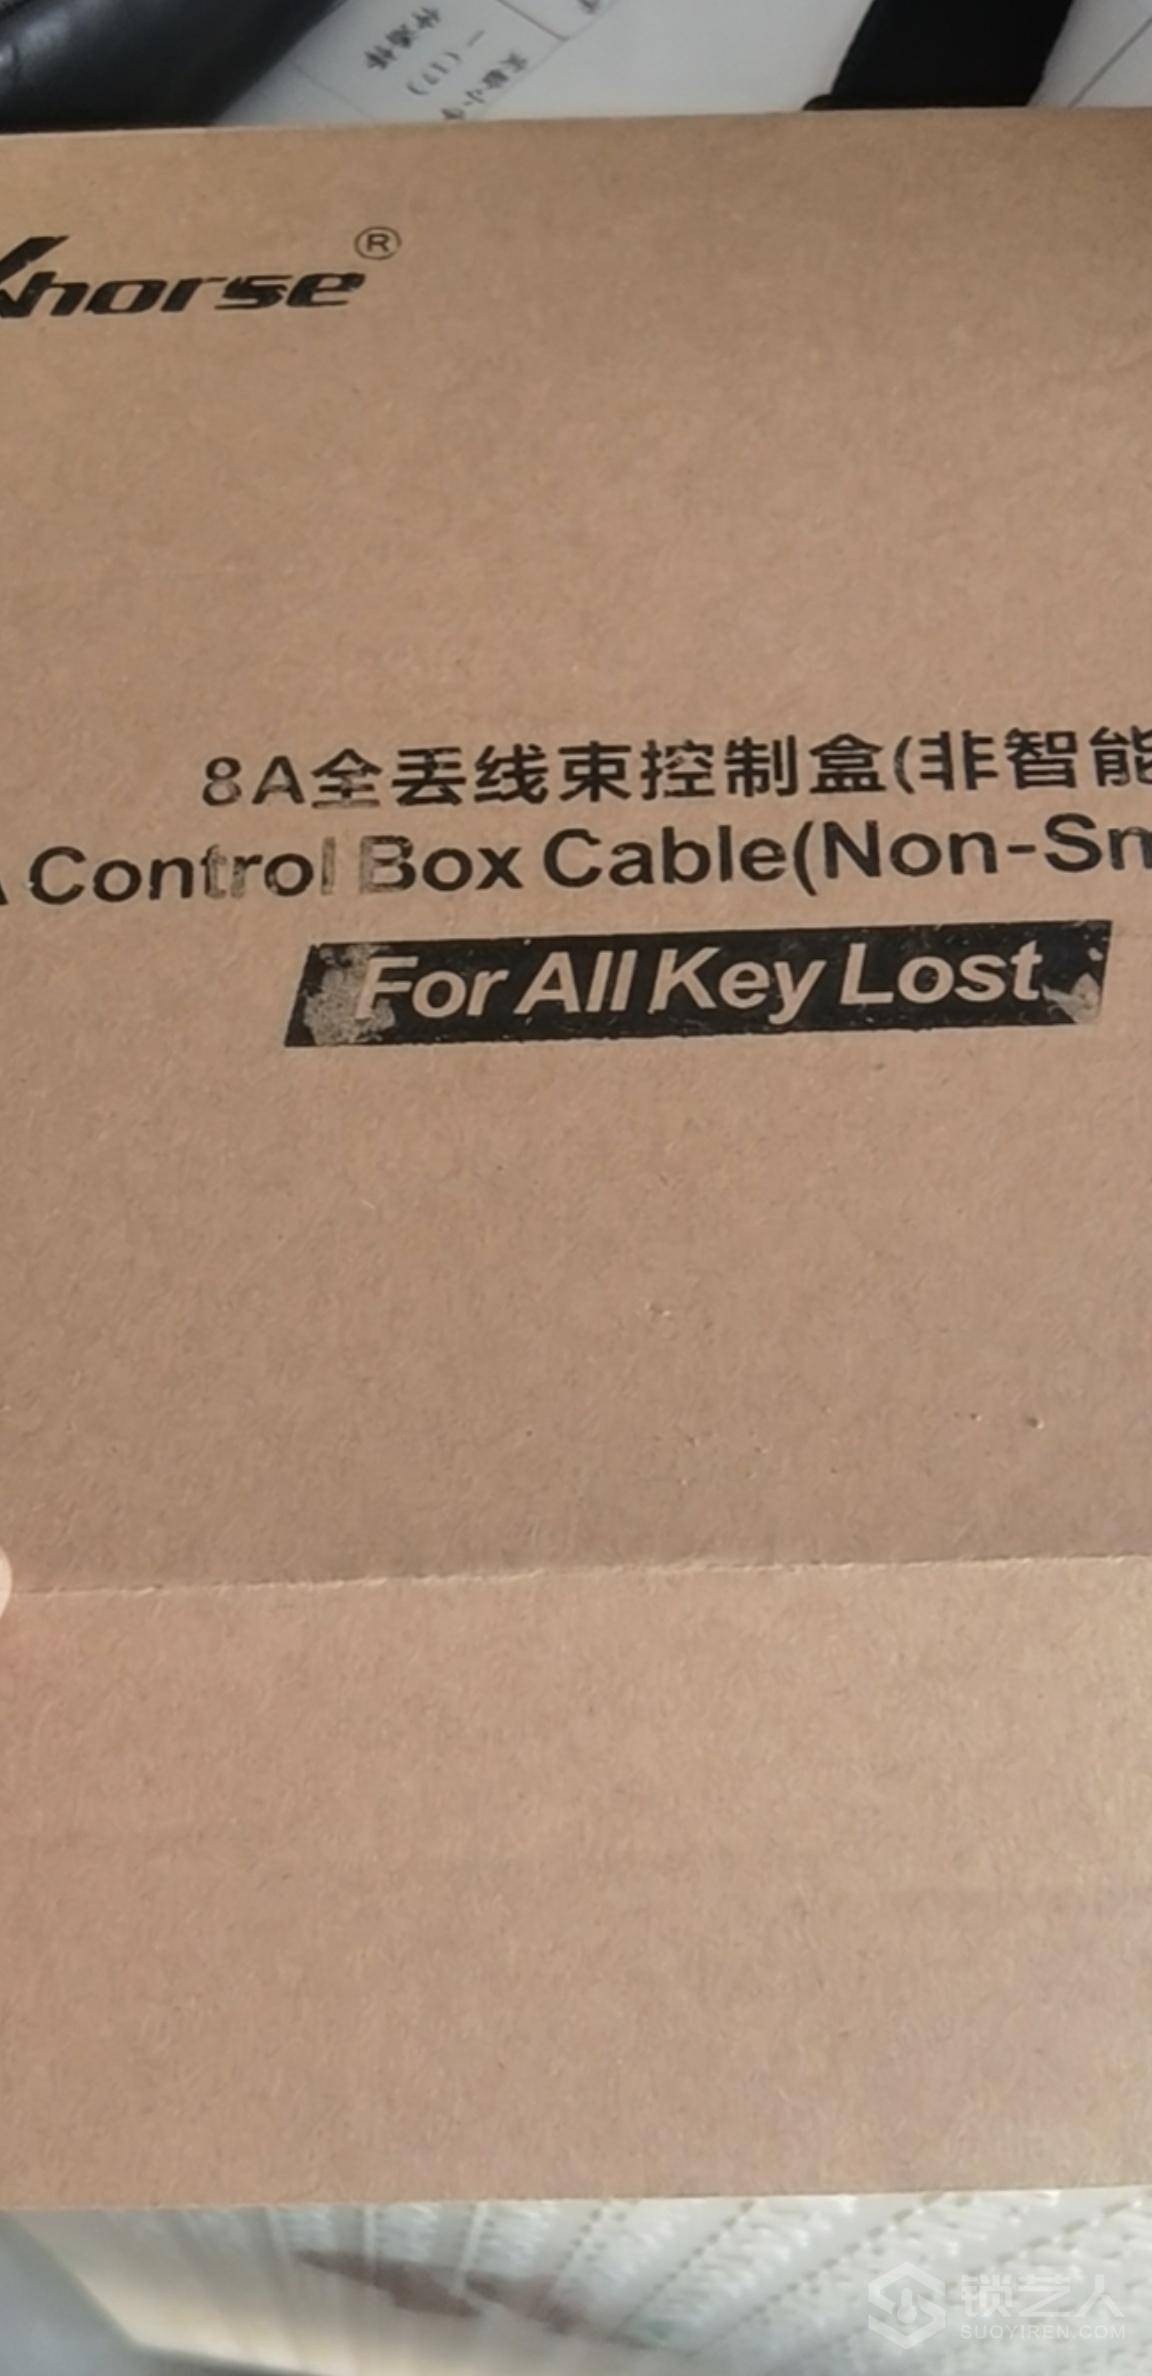 Xhorse®
8A全丢线束控制盒(非智能
Control Box Cable(Non-Sm
For All Key Lost
锁艺人
SUOYIREN.COM